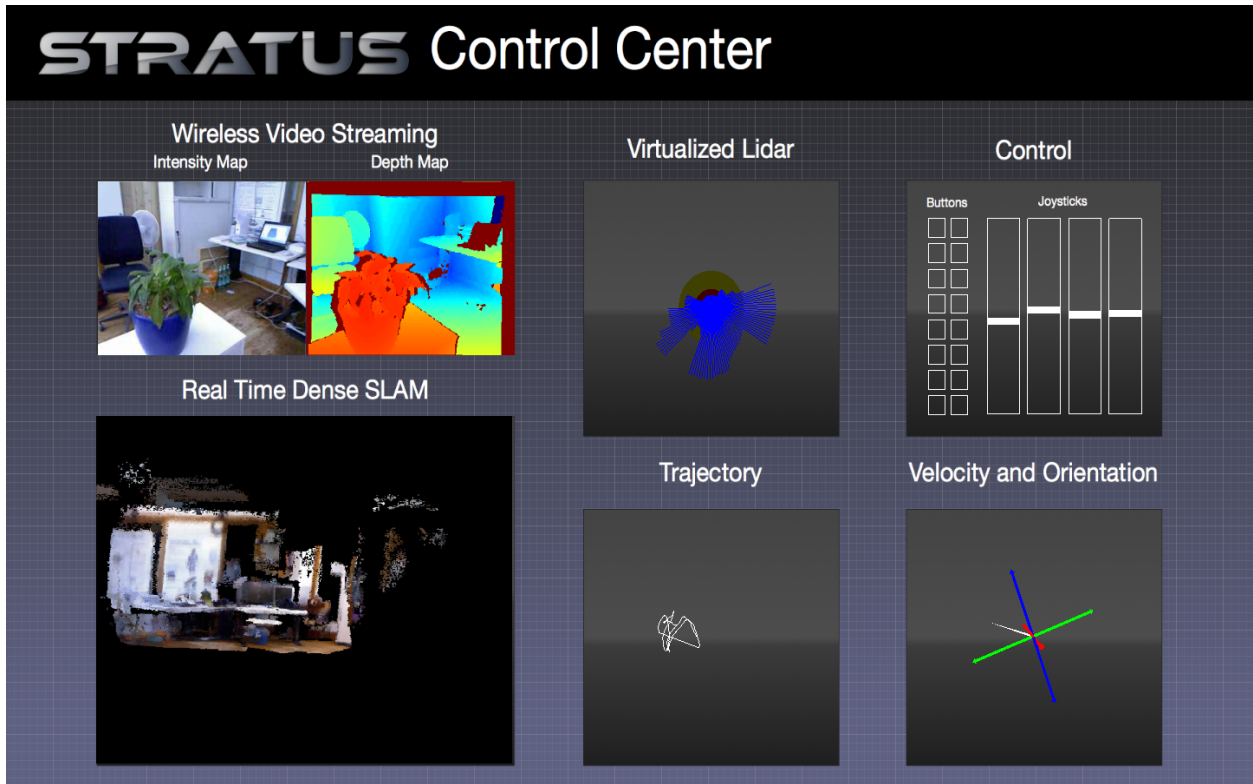 STRATUS Control Center
Wireless Video Streaming
Intensity Map
Depth Map
Virtualized Lidar
Control
Buttons
Joysticks
Real Time Dense SLAM
Trajectory
Velocity and Orientation